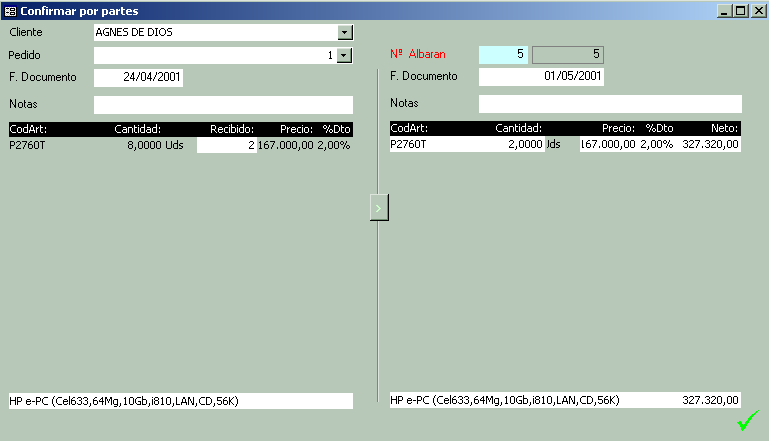 Confirmar por partes
Cliente AGNES DE DIOS
Pedido 1
F. Documento 24/04/2001
Notas
CodArt: Cantidad: Recibido: Precio: %Dto
P2760T 8,0000 Uds 2 167.000,00 2,00%
HP e-PC (Cel633,64Mg,10Gb,i810,LAN,CD,56K)
>
Nº Albaran 5 5
F. Documento 01/05/2001
Notas
CodArt: Cantidad: Precio: %Dto Neto:
P2760T 2,0000 Jds 167.000,00 2,00% 327.320,00
HP e-PC (Cel633,64Mg,10Gb,i810,LAN,CD,56K) 327.320,00